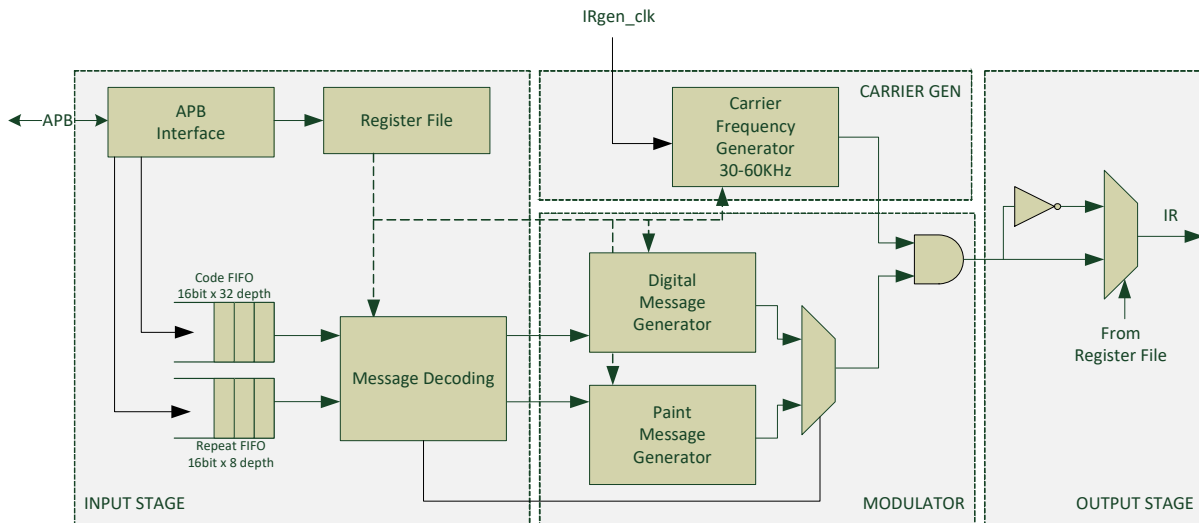 IRgen_clk
CARRIER GEN
APB
APB
Interface
Register File
Carrier
Frequency
Generator
30-60KHz
IR
Code FIFO
16bit x 32 depth
Digital
Message
Generator
From
Register File
Message Decoding
Paint
Message
Generator
Repeat FIFO
16bit x 8 depth
INPUT STAGE
MODULATOR
OUTPUT STAGE